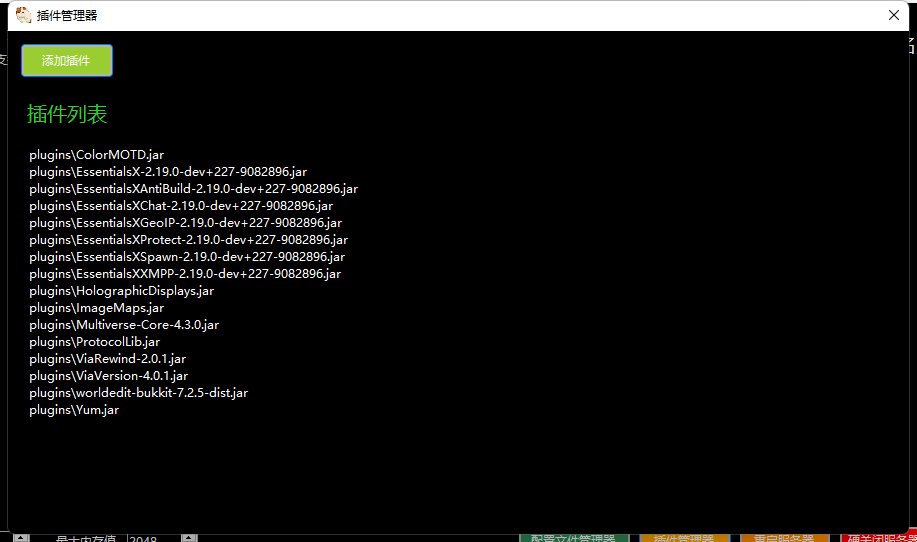 插件管理器
添加插件
插件列表
plugins\ColorMOTD.jar
plugins\EssentialsX-2.19.0-dev+227-9082896.jar
plugins\EssentialsXAntiBuild-2.19.0-dev+227-9082896.jar
plugins\EssentialsXChat-2.19.0-dev+227-9082896.jar
plugins\EssentialsXGeoIP-2.19.0-dev+227-9082896.jar
plugins\EssentialsXProtect-2.19.0-dev+227-9082896.jar
plugins\EssentialsXSpawn-2.19.0-dev+227-9082896.jar
plugins\EssentialsXXMPP-2.19.0-dev+227-9082896.jar
plugins\HolographicDisplays.jar
plugins\ImageMaps.jar
plugins\Multiverse-Core-4.3.0.jar
plugins\ProtocolLib.jar
plugins\ViaRewind-2.0.1.jar
plugins\ViaVersion-4.0.1.jar
plugins\worldedit-bukkit-7.2.5-dist.jar
plugins\Yum.jar
最大内存值 2048 配置文件管理器 插件管理器 重启服务器 硬关闭服务器